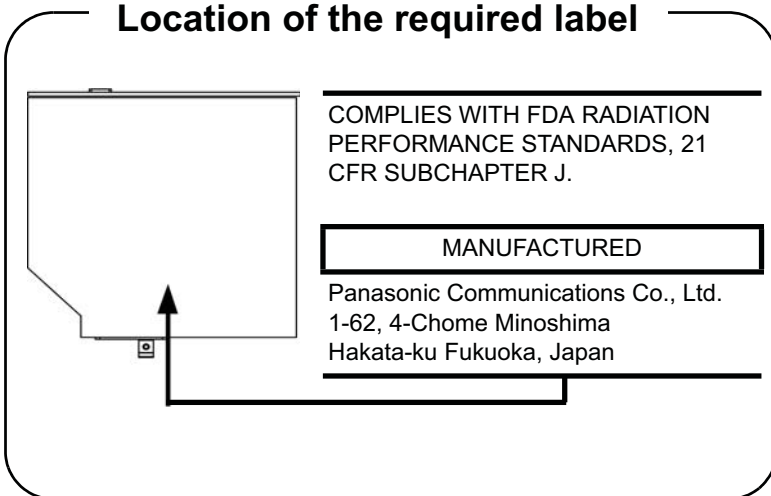 Location of the required label
COMPLIES WITH FDA RADIATION
PERFORMANCE STANDARDS, 21
CFR SUBCHAPTER J.
MANUFACTURED
Panasonic Communications Co., Ltd.
1-62, 4-Chome Minoshima
Hakata-ku Fukuoka, Japan